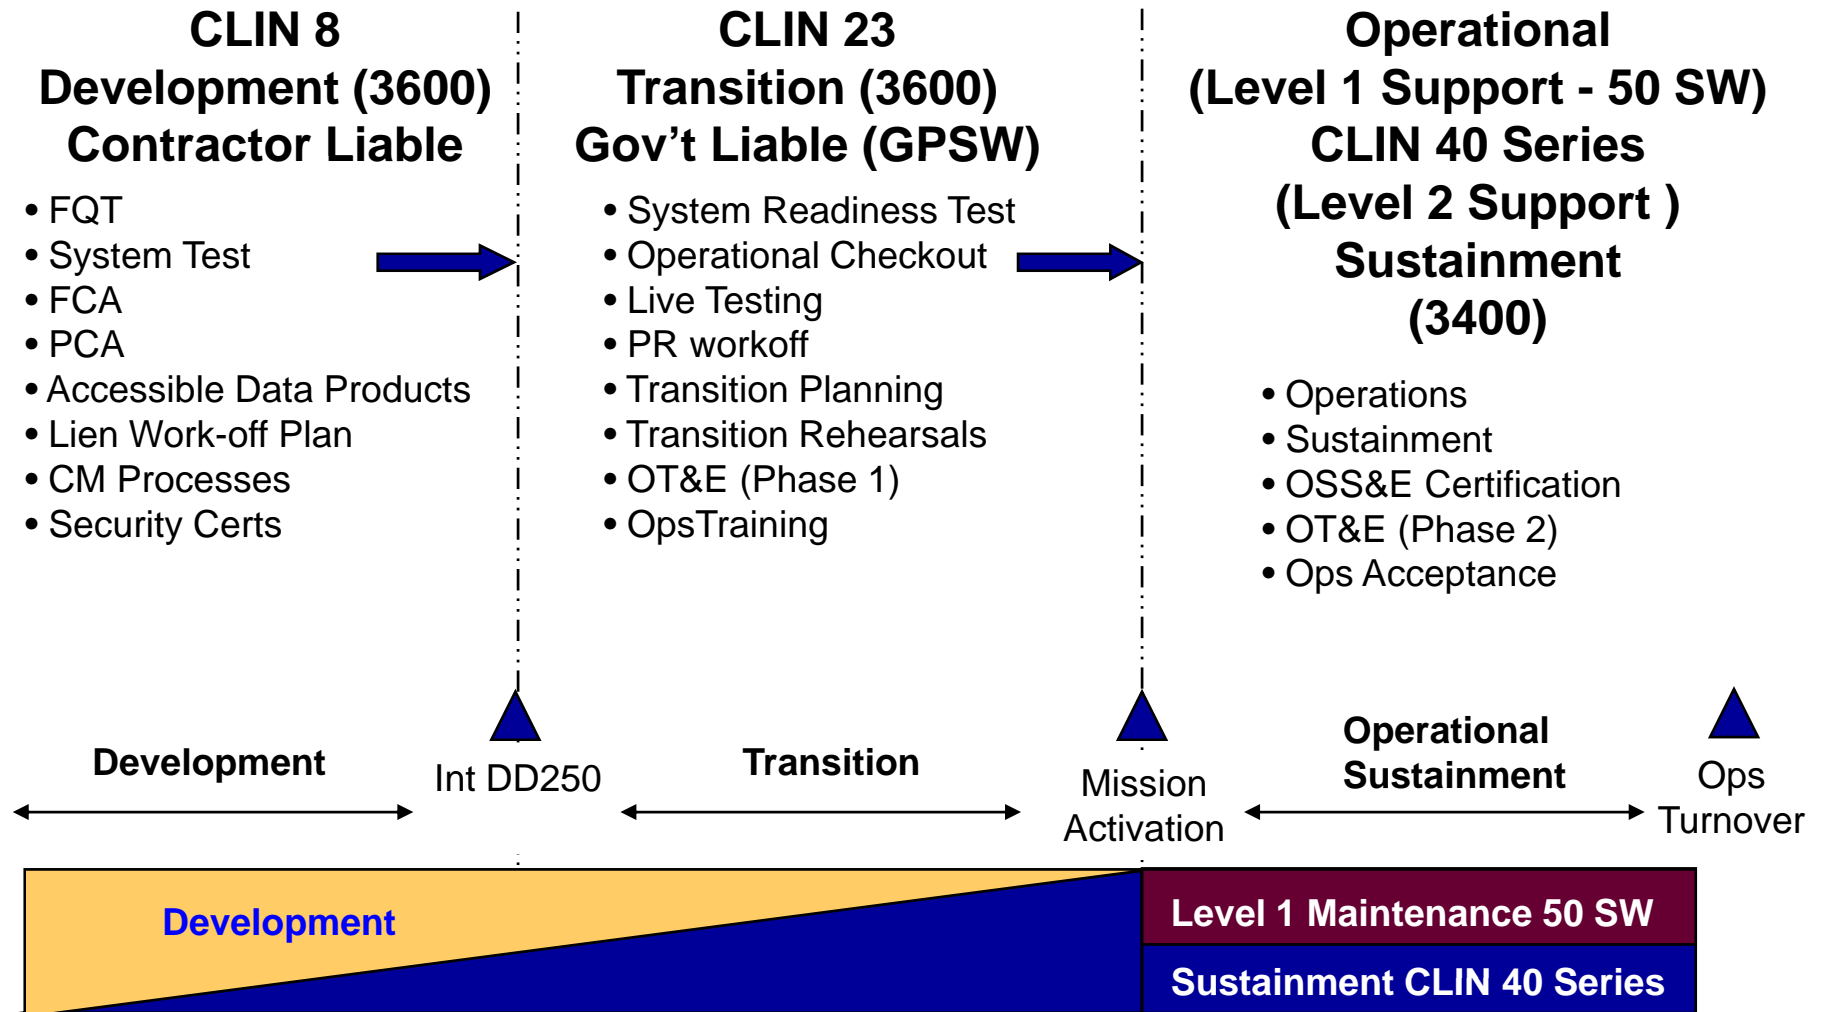 CLIN 8
Development (3600)
Contractor Liable
• FQT
• System Test
• FCA
• PCA
• Accessible Data Products
• Lien Work-off Plan
• CM Processes
• Security Certs
CLIN 23
Transition (3600)
Gov’t Liable (GPSW)
• System Readiness Test
• Operational Checkout
• Live Testing
• PR workoff
• Transition Planning
• Transition Rehearsals
• OT&E (Phase 1)
• OpsTraining
Operational
(Level 1 Support - 50 SW)
CLIN 40 Series
(Level 2 Support )
Sustainment
(3400)
• Operations
• Sustainment
• OSS&E Certification
• OT&E (Phase 2)
• Ops Acceptance
Development
Int DD250
Transition
Mission
Activation
Operational
Sustainment
Ops
Turnover
Development
Level 1 Maintenance 50 SW
Sustainment CLIN 40 Series